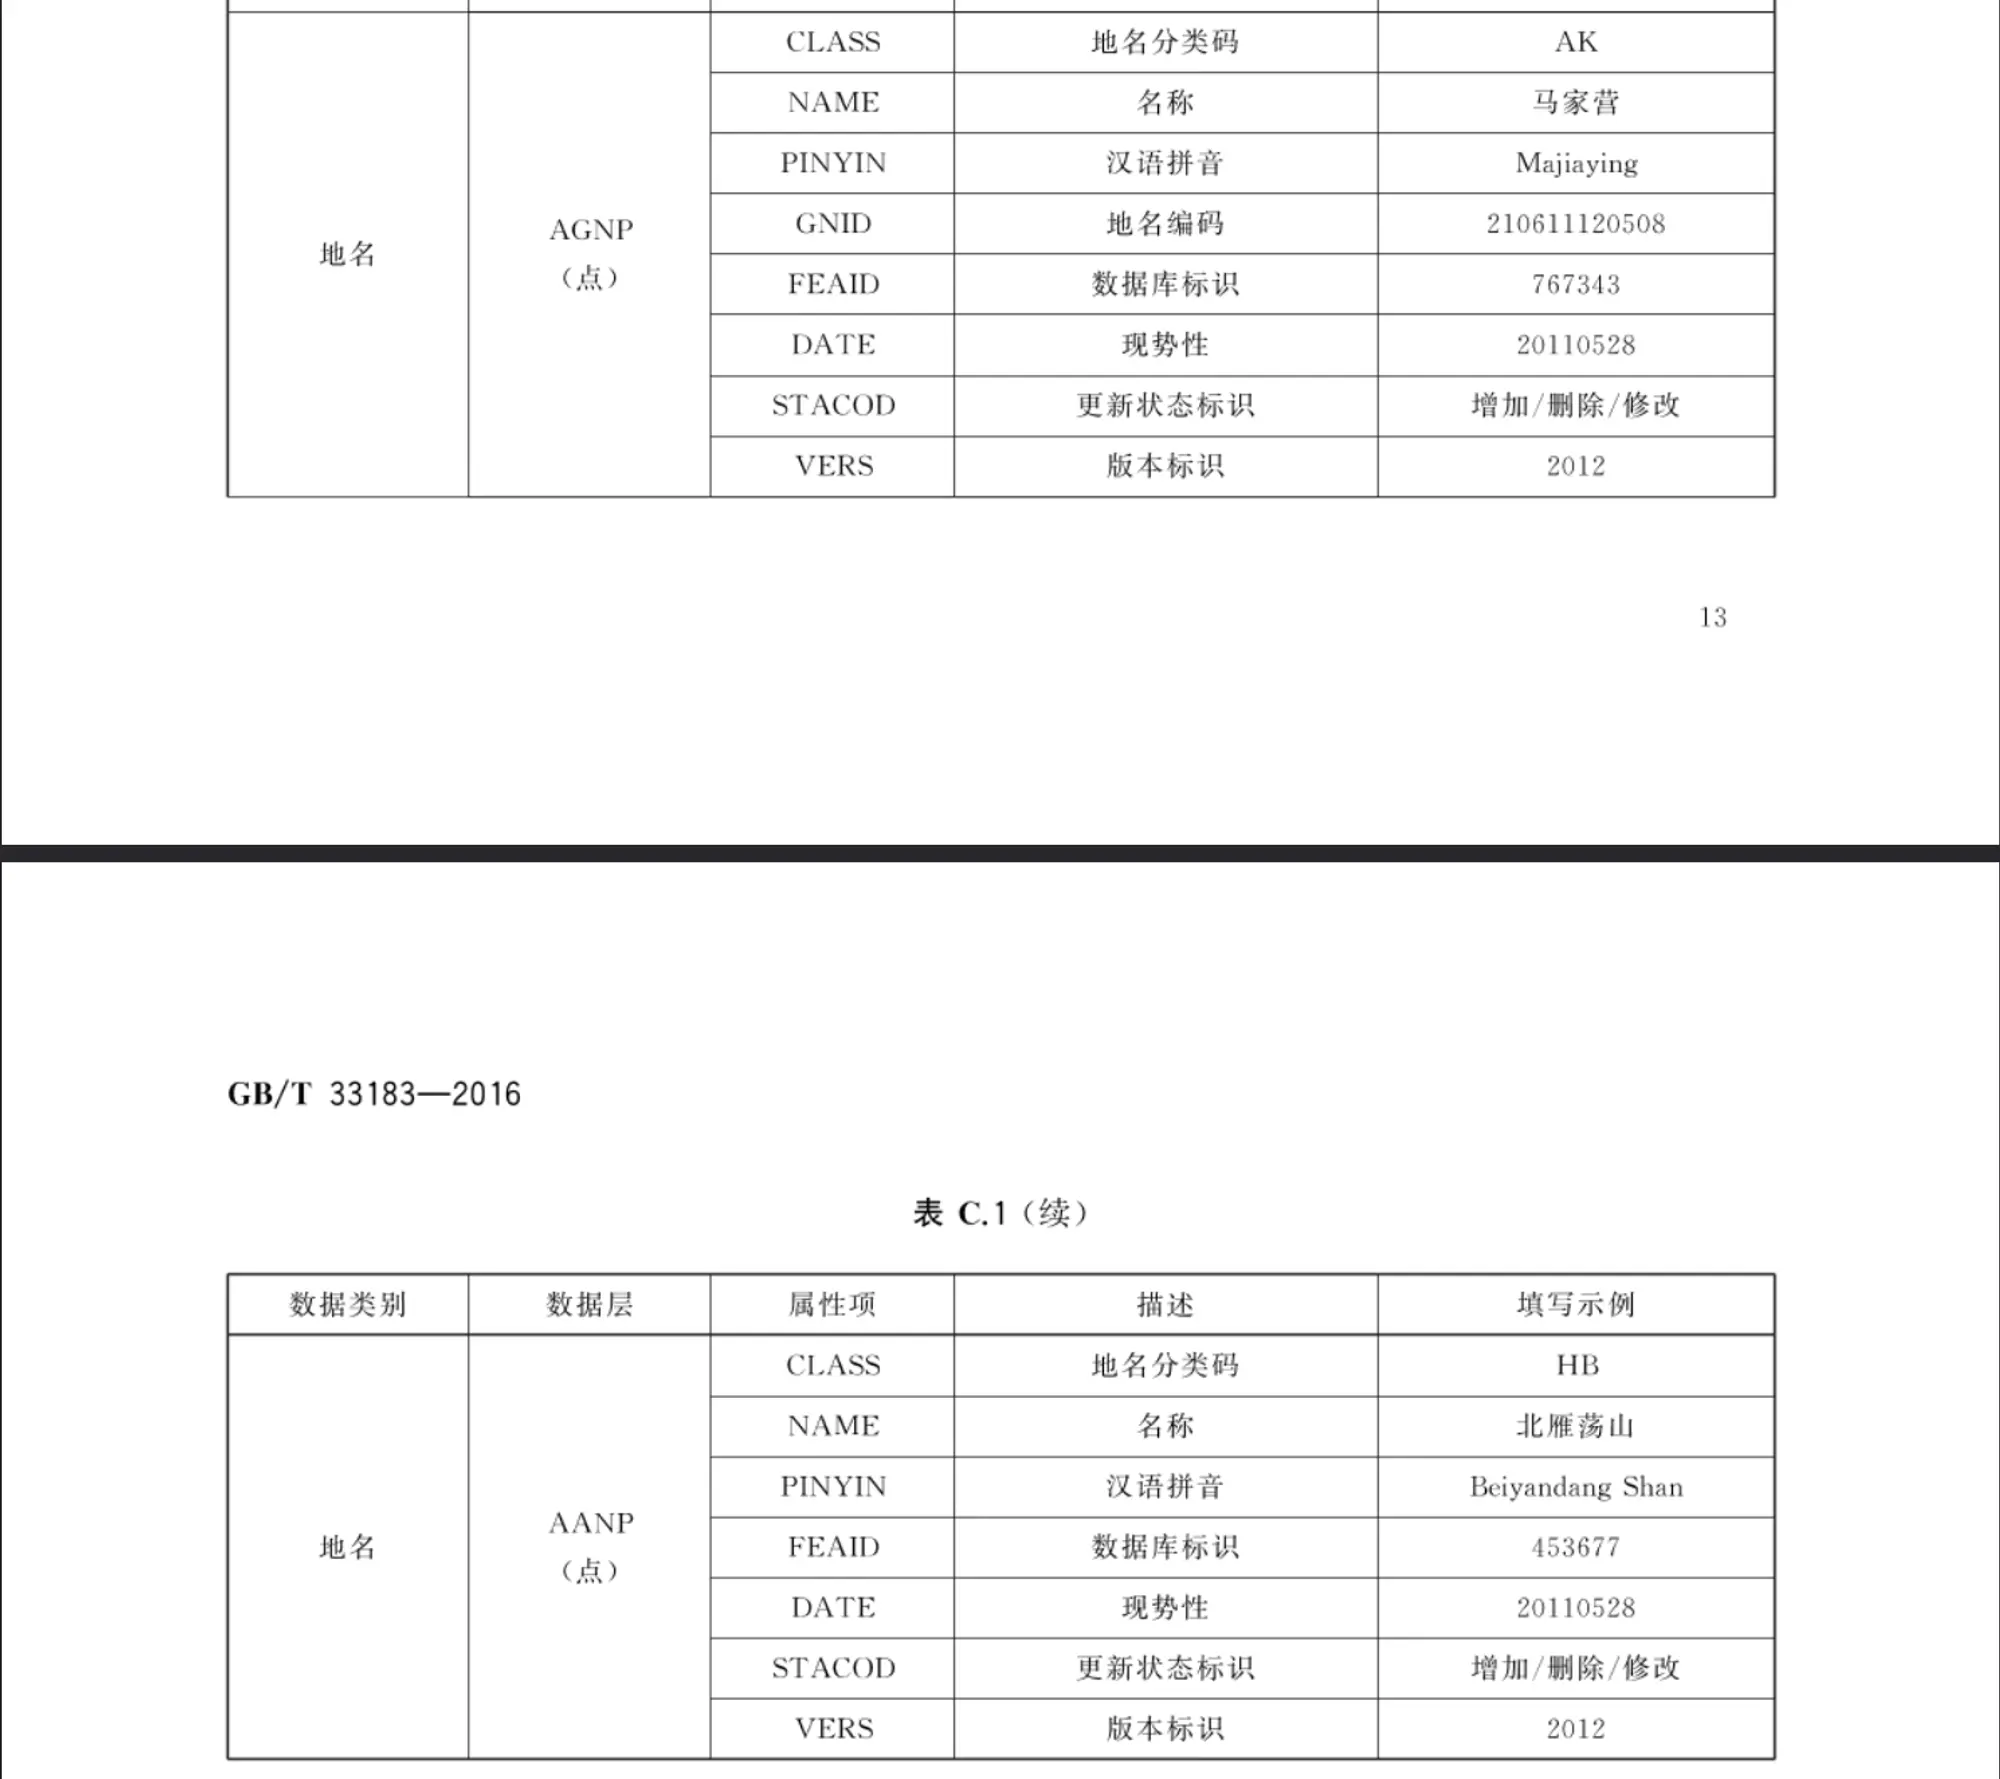 CLASS 地名分类码 AK
NAME 名称 马家营
PINYIN 汉语拼音 Majiaying
GNID 地名编码 210611120508
地名 AGNP（点） FEAID 数据库标识 767343
DATE 现势性 20110528
STACOD 更新状态标识 增加/删除/修改
VERS 版本标识 2012
13
GB/T 33183—2016
表 C.1（续）
数据类别 数据层 属性项 描述 填写示例
CLASS 地名分类码 HB
NAME 名称 北雁荡山
PINYIN 汉语拼音 Beiyandang Shan
地名 AANP（点） FEAID 数据库标识 453677
DATE 现势性 20110528
STACOD 更新状态标识 增加/删除/修改
VERS 版本标识 2012